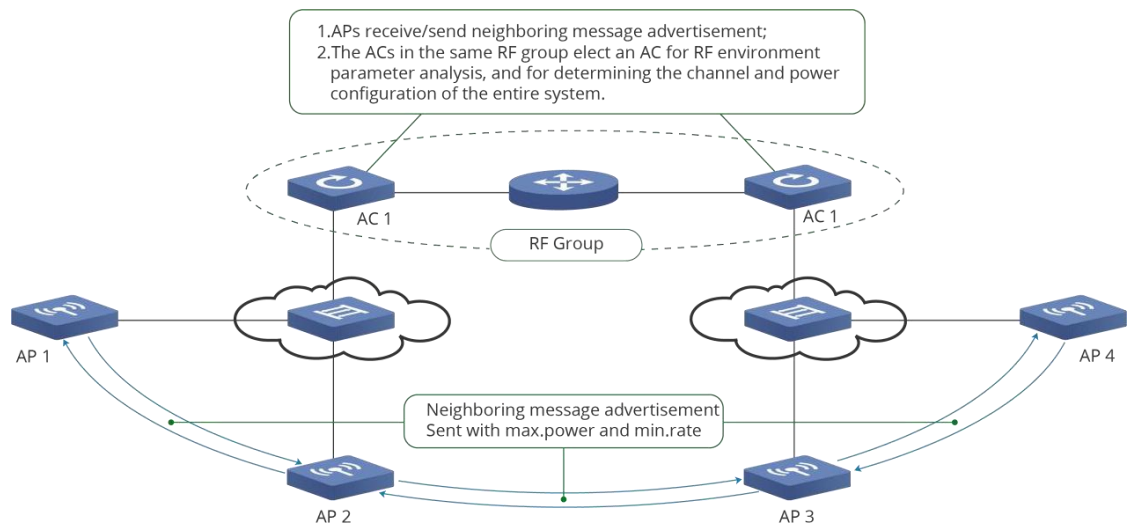 1.APs receive/send neighboring message advertisement;
2.The ACs in the same RF group elect an AC for RF environment
parameter analysis, and for determining the channel and power
configuration of the entire system.
AC 1
AC 1
RF Group
AP 1
AP 4
Neighboring message advertisement
Sent with max.power and min.rate
AP 2
AP 3